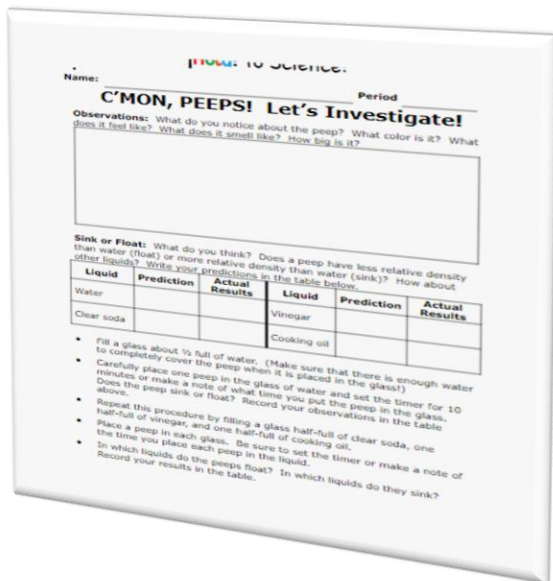 ¡Hola! To Science!
Name: Period
C'MON, PEEPS! Let's Investigate!
Observations: What do you notice about the peep? What color is it? What
does it feel like? What does it smell like? How big is it?
Sink or Float: What do you think? Does a peep have less relative density
than water (float) or more relative density than water (sink)? How about
other liquids? Write your predictions in the table below.
Liquid Prediction Actual Results Liquid Prediction Actual Results
Water Vinegar
Clear soda Cooking oil
• Fill a glass about ½ full of water. (Make sure that there is enough water
to completely cover the peep when it is placed in the glass!)
• Carefully place one peep in the glass of water and set the timer for 10
minutes or make a note of what time you put the peep in the glass.
Does the peep sink or float? Record your observations in the table
above.
• Repeat this procedure by filling a glass half-full of clear soda, one
half-full of vinegar, and one half-full of cooking oil.
• Place a peep in each glass. Be sure to set the timer or make a note of
the time you place each peep in the liquid.
• In which liquids do the peeps float? In which liquids do they sink?
Record your results in the table.